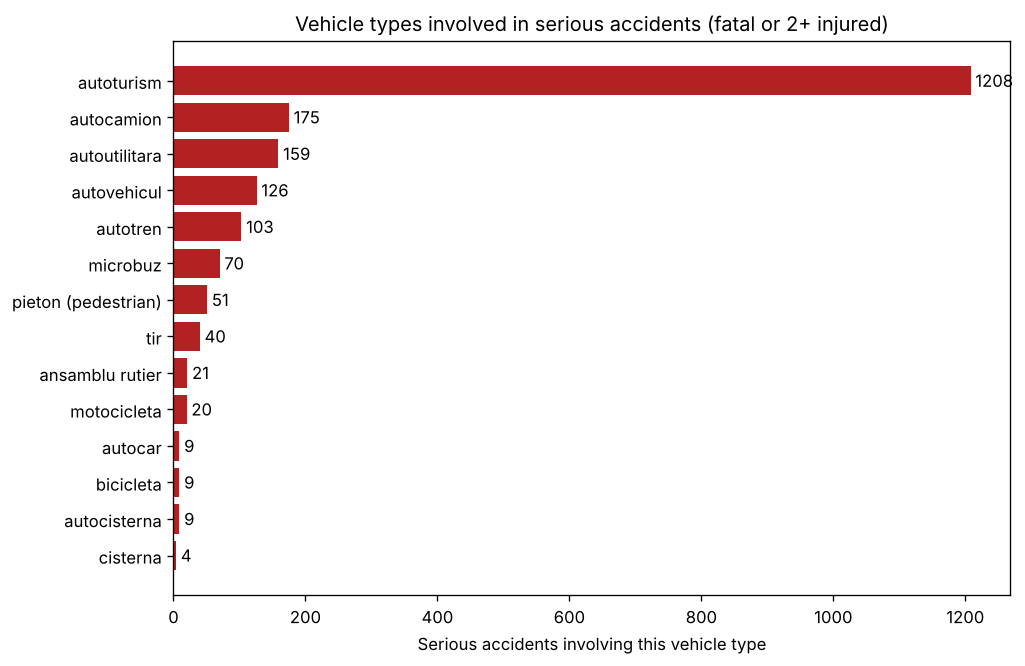 Vehicle types involved in serious accidents (fatal or 2+ injured)
autoturism 1208
autocamion 175
autoutilitara 159
autovehicul 126
autotren 103
microbuz 70
pieton (pedestrian) 51
tir 40
ansamblu rutier 21
motocicleta 20
autocar 9
bicicleta 9
autocisterna 9
cisterna 4
0 200 400 600 800 1000 1200
Serious accidents involving this vehicle type